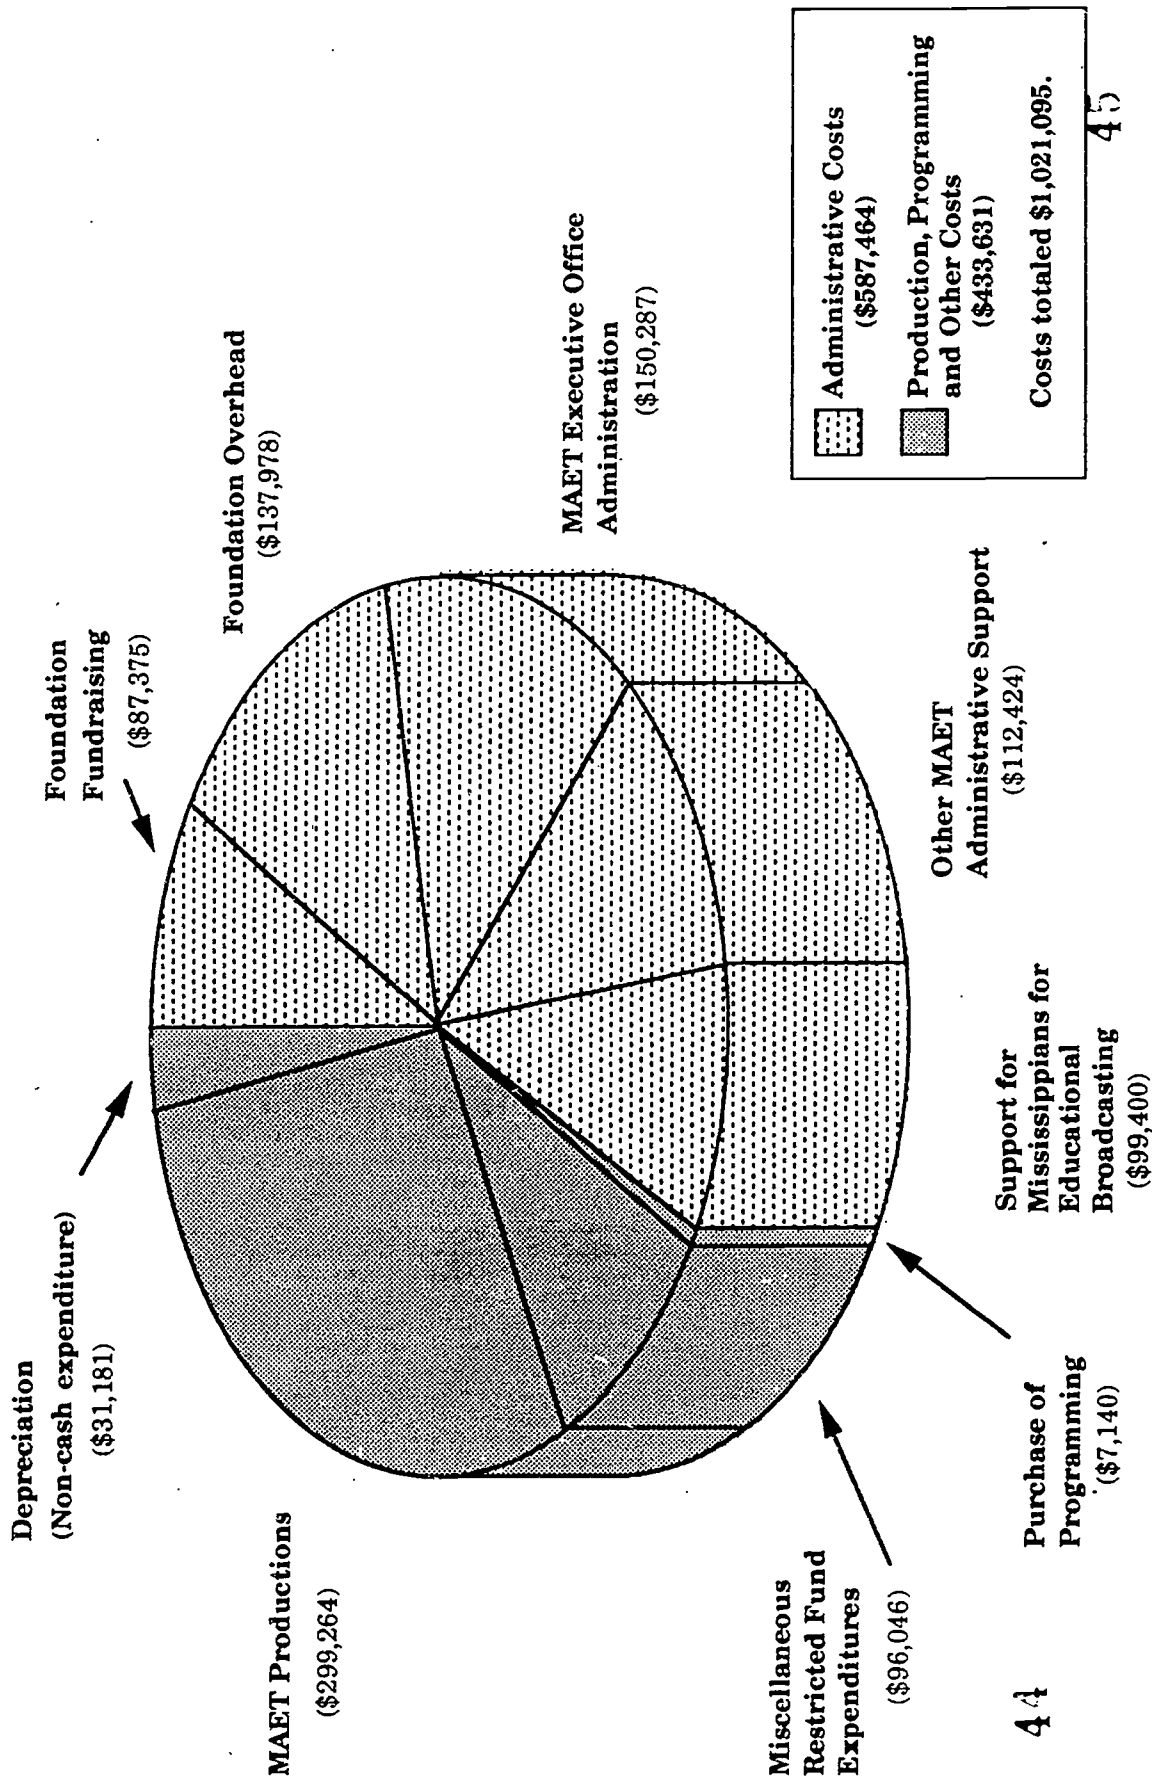 Foundation
Fundraising
($87,375)
Foundation Overhead
($137,978)
MAET Executive Office
Administration
($150,287)
Other MAET
Administrative Support
($112,424)
Support for
Mississippians for
Educational
Broadcasting
($99,400)
Purchase of
Programming
($7,140)
Miscellaneous
Restricted Fund
Expenditures
($96,046)
MAET Productions
($299,264)
Depreciation
(Non-cash expenditure)
($31,181)
Administrative Costs
($587,464)
Production, Programming
and Other Costs
($433,631)
Costs totaled $1,021,095.
44
45